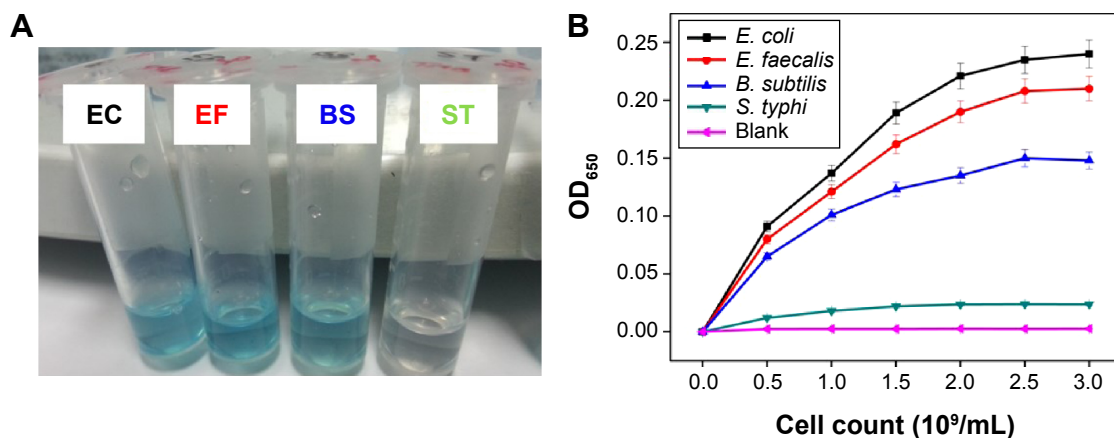 A
EC EF BS ST
B
E. coli
E. faecalis
B. subtilis
S. typhi
Blank
OD650
0.25
0.20
0.15
0.10
0.05
0.00
0.0 0.5 1.0 1.5 2.0 2.5 3.0
Cell count (10⁹/mL)